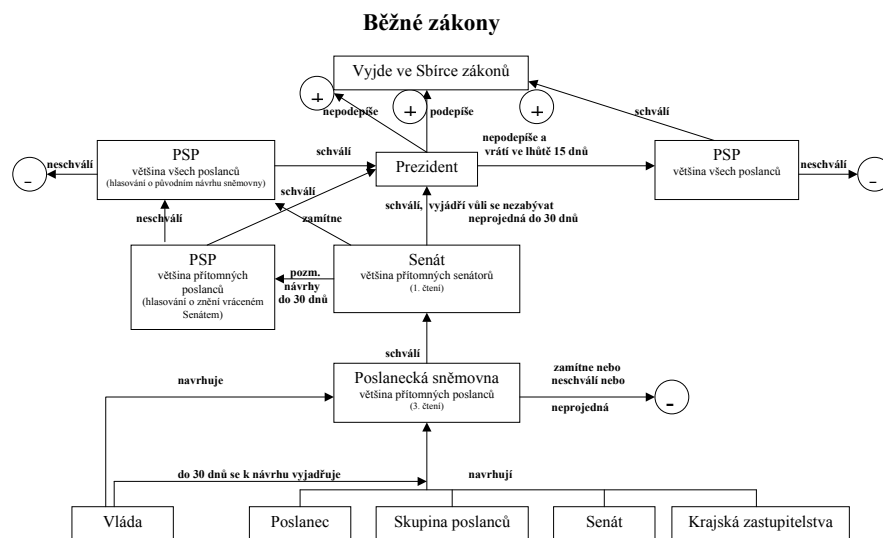 Běžné zákony
Vyjde ve Sbírce zákonů
+
+
+
nepodepíše
podepíše
schválí
nepodepíše a
vrátí ve lhůtě 15 dnů
-
neschválí
PSP
většina všech poslanců
(hlasování o původním návrhu sněmovny)
schválí
Prezident
PSP
většina všech poslanců
neschválí
-
schválí
neschválí
zamítne
schválí, vyjádří vůli se nezabývat
neprojedná do 30 dnů
PSP
většina přítomných
poslanců
(hlasování o znění vráceném
Senátem)
pozm.
návrhy
do 30 dnů
Senát
většina přítomných senátorů
(1. čtení)
schválí
navrhuje
Poslanecká sněmovna
většina přítomných poslanců
(3. čtení)
zamítne nebo
neschválí nebo
neprojedná
-
do 30 dnů se k návrhu vyjadřuje
navrhují
Vláda
Poslanec
Skupina poslanců
Senát
Krajská zastupitelstva